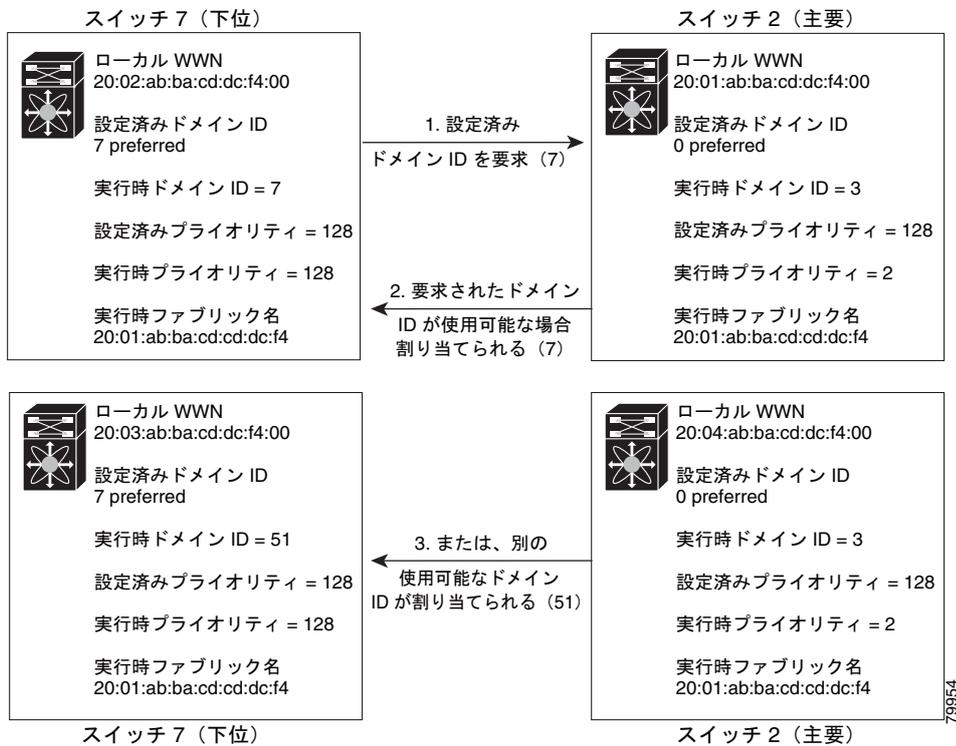 スイッチ 7（下位）
ローカル WWN
20:02:ab:ba:cd:dc:f4:00
設定済みドメイン ID
7 preferred
実行時ドメイン ID = 7
設定済みプライオリティ = 128
実行時プライオリティ = 128
実行時ファブリック名
20:01:ab:ba:cd:cd:dc:f4
1. 設定済み
ドメイン ID を要求（7）
2. 要求されたドメイン
ID が使用可能な場合
割り当てられる（7）
スイッチ 2（主要）
ローカル WWN
20:01:ab:ba:cd:dc:f4:00
設定済みドメイン ID
0 preferred
実行時ドメイン ID = 3
設定済みプライオリティ = 128
実行時プライオリティ = 2
実行時ファブリック名
20:01:ab:ba:cd:cd:dc:f4
ローカル WWN
20:03:ab:ba:cd:dc:f4:00
設定済みドメイン ID
7 preferred
実行時ドメイン ID = 51
設定済みプライオリティ = 128
実行時プライオリティ = 128
実行時ファブリック名
20:01:ab:ba:cd:cd:dc:f4
スイッチ 7（下位）
3. または、別の
使用可能なドメイン
ID が割り当てられる（51）
ローカル WWN
20:04:ab:ba:cd:dc:f4:00
設定済みドメイン ID
0 preferred
実行時ドメイン ID = 3
設定済みプライオリティ = 128
実行時プライオリティ = 2
実行時ファブリック名
20:01:ab:ba:cd:cd:dc:f4
スイッチ 2（主要）
79954